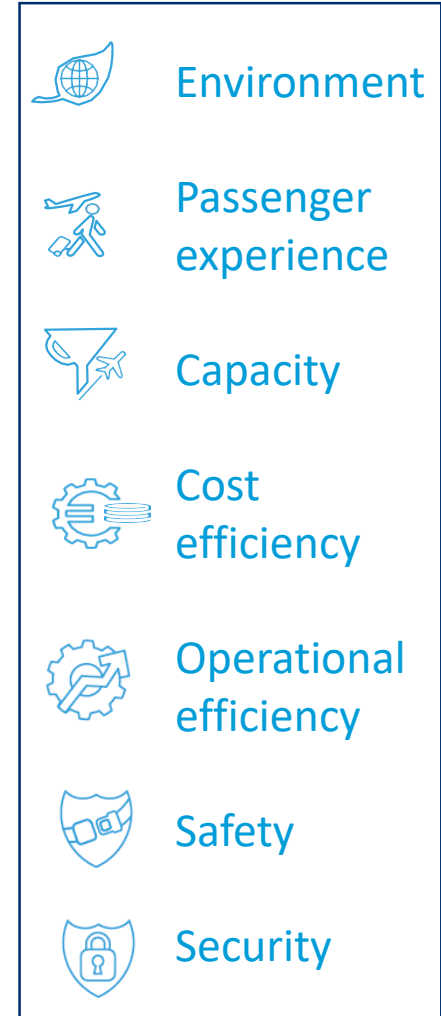 Environment
Passenger
experience
Capacity
Cost
efficiency
Operational
efficiency
Safety
Security